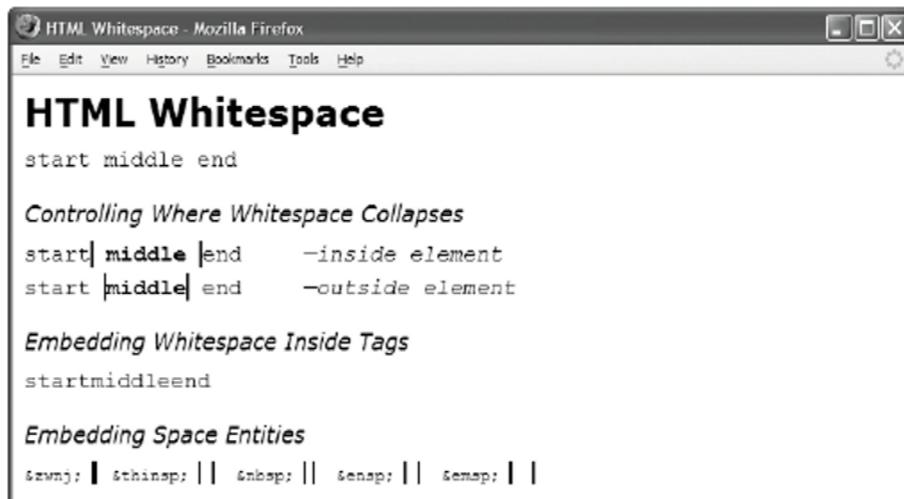 HTML Whitespace - Mozilla Firefox
File Edit View History Bookmarks Tools Help
HTML Whitespace
start middle end
Controlling Where Whitespace Collapses
start middle end —inside element
start middle end —outside element
Embedding Whitespace Inside Tags
startmiddleend
Embedding Space Entities
&zwnj; &thinsp; &nbsp; &ensp; &emsp;